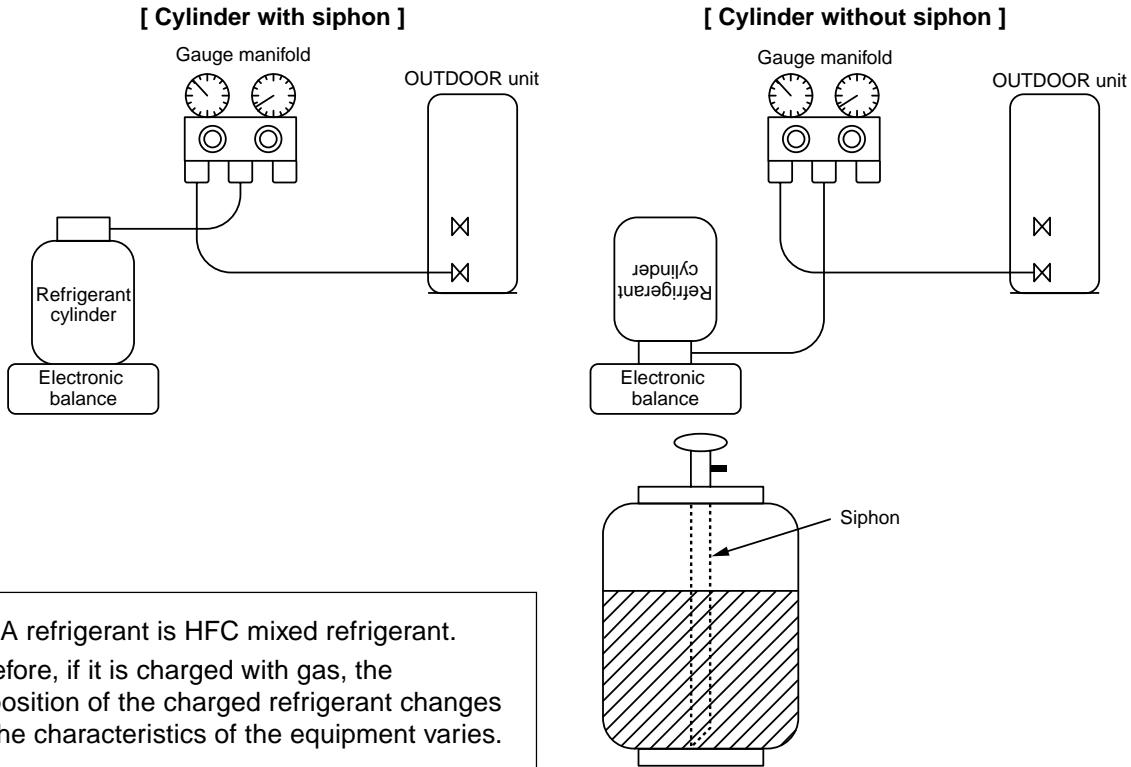 [ Cylinder with siphon ]
Gauge manifold
OUTDOOR unit
Refrigerant
cylinder
Electronic
balance
[ Cylinder without siphon ]
Gauge manifold
OUTDOOR unit
Refrigerant
cylinder
Electronic
balance
Siphon
A refrigerant is HFC mixed refrigerant.
efore, if it is charged with gas, the
position of the charged refrigerant changes
he characteristics of the equipment varies.